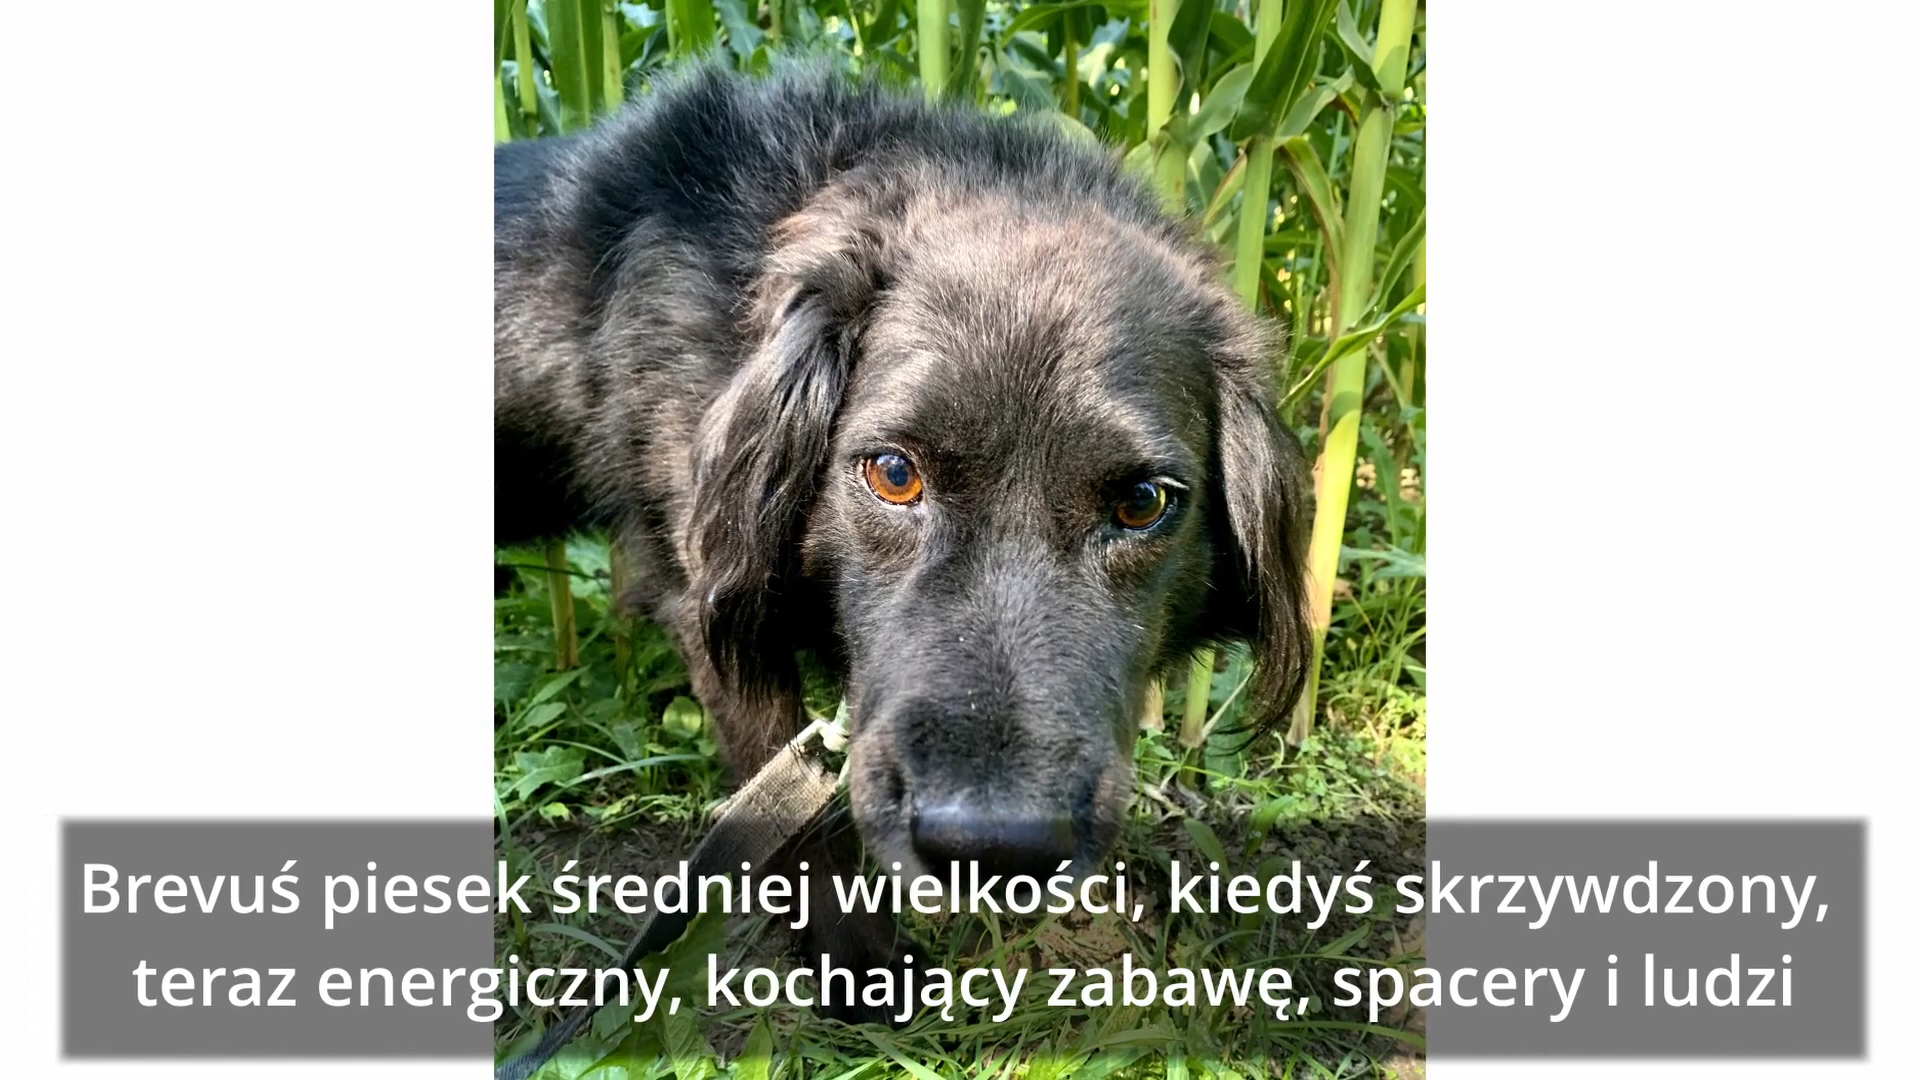 Brevuś piesek średniej wielkości, kiedyś skrzywdzony,
teraz energiczny, kochający zabawę, spacery i ludzi